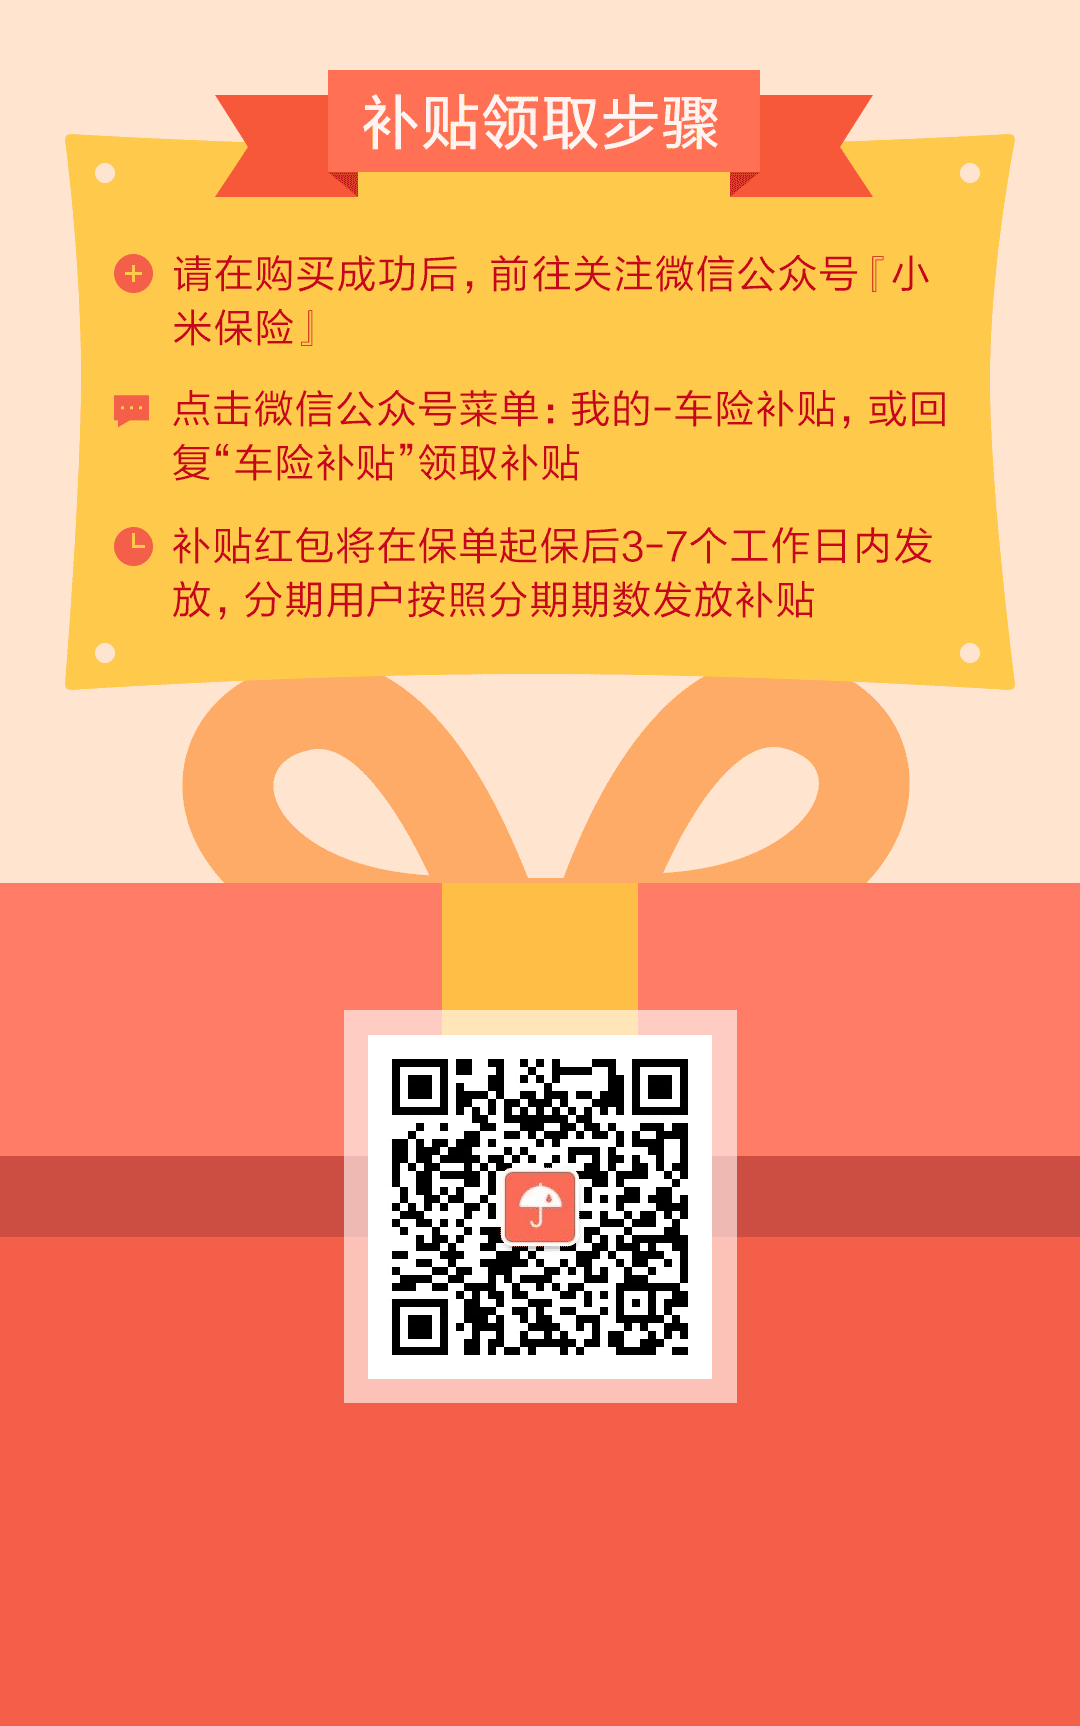 补贴领取步骤
请在购买成功后，前往关注微信公众号『小
米保险』
点击微信公众号菜单：我的-车险补贴，或回
复“车险补贴”领取补贴
补贴红包将在保单起保后3-7个工作日内发
放，分期用户按照分期期数发放补贴